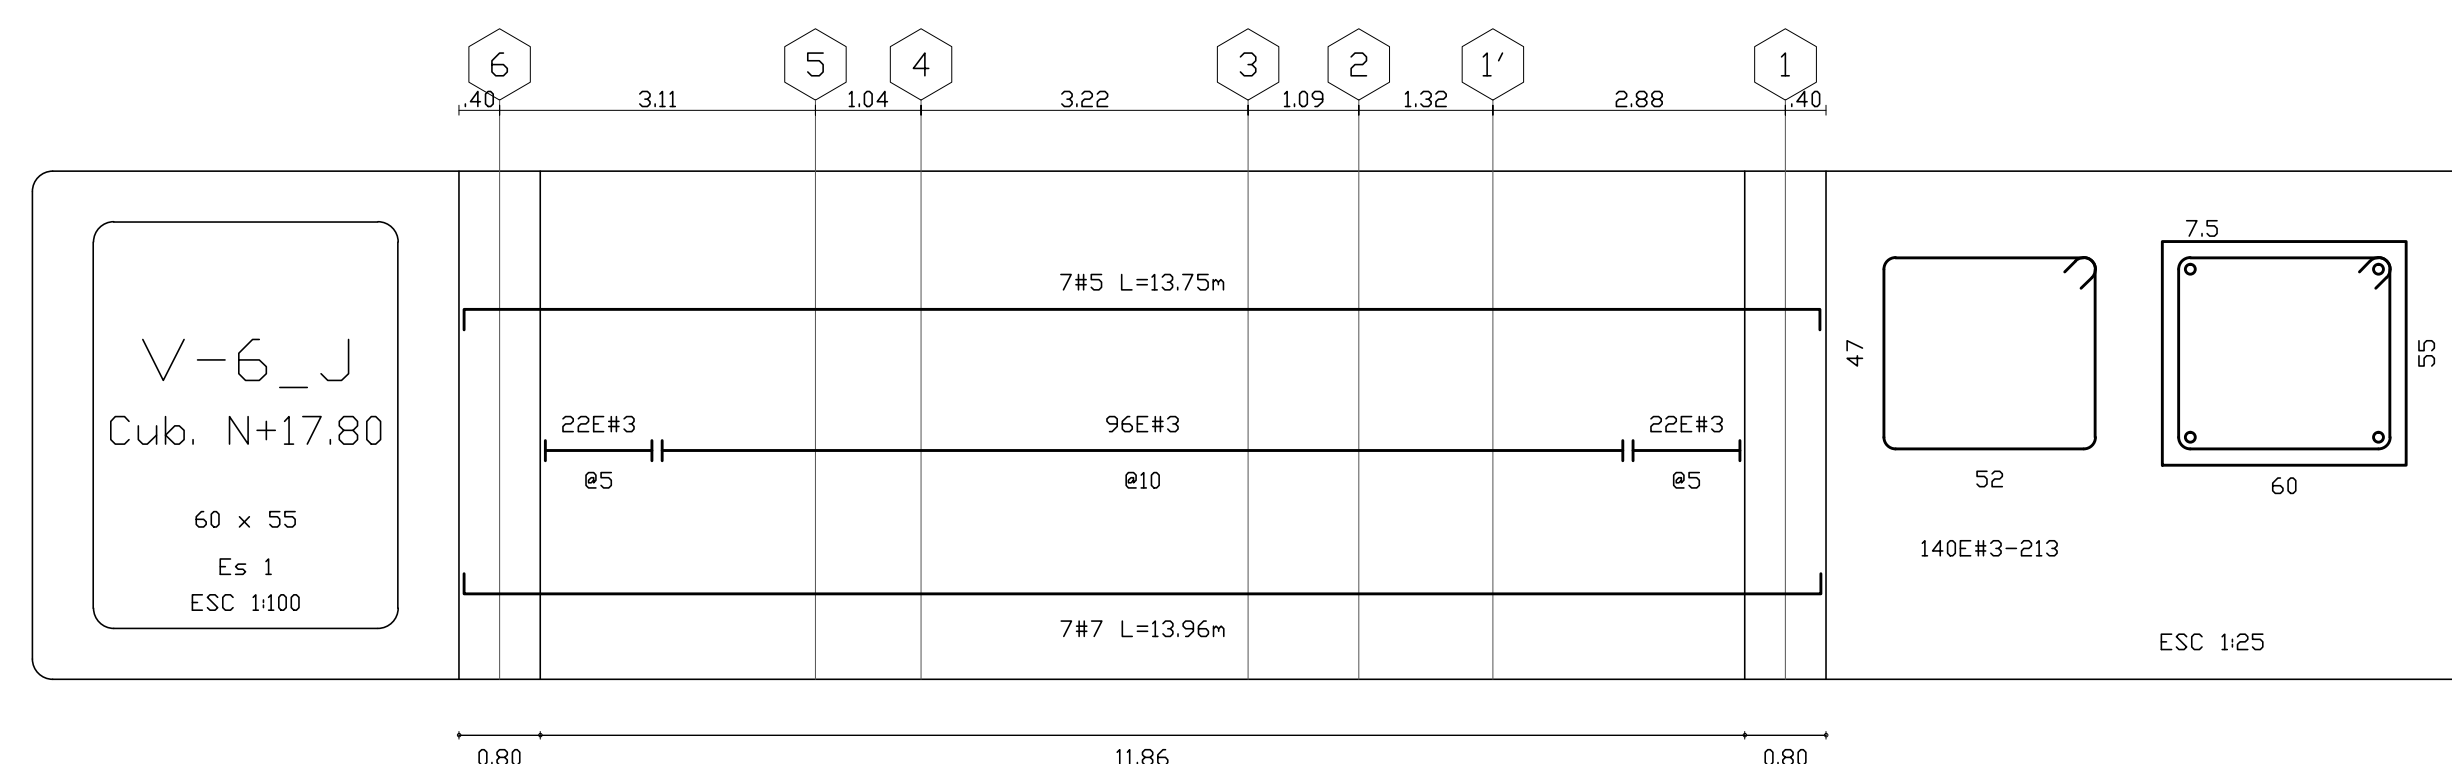 6 5 4 3 2 1' 1
.40 3.11 1.04 3.22 1.09 1.32 2.88 .40
V-6_J
Cub. N+17.80
60 x 55
Es 1
ESC 1:100
7#5 L=13.75m
22E#3 96E#3 22E#3
@5 @10 @5
7#7 L=13.96m
47
52
140E#3-213
7.5
55
60
ESC 1:25
0.80 11.86 0.80